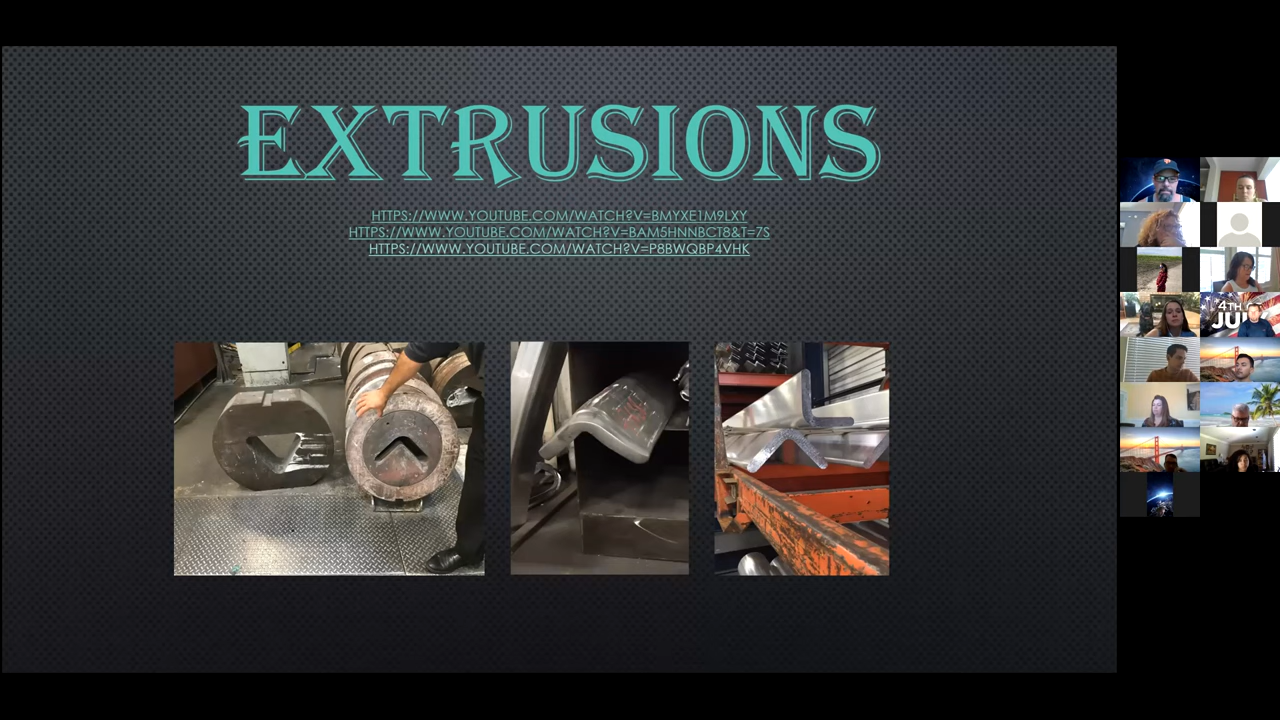 EXTRUSIONS
HTTPS://WWW.YOUTUBE.COM/WATCH?V=BMYXE1M9LXY
HTTPS://WWW.YOUTUBE.COM/WATCH?V=BAM5HNNBCT8&T=7S
HTTPS://WWW.YOUTUBE.COM/WATCH?V=P8BWQBP4VHK
4TH